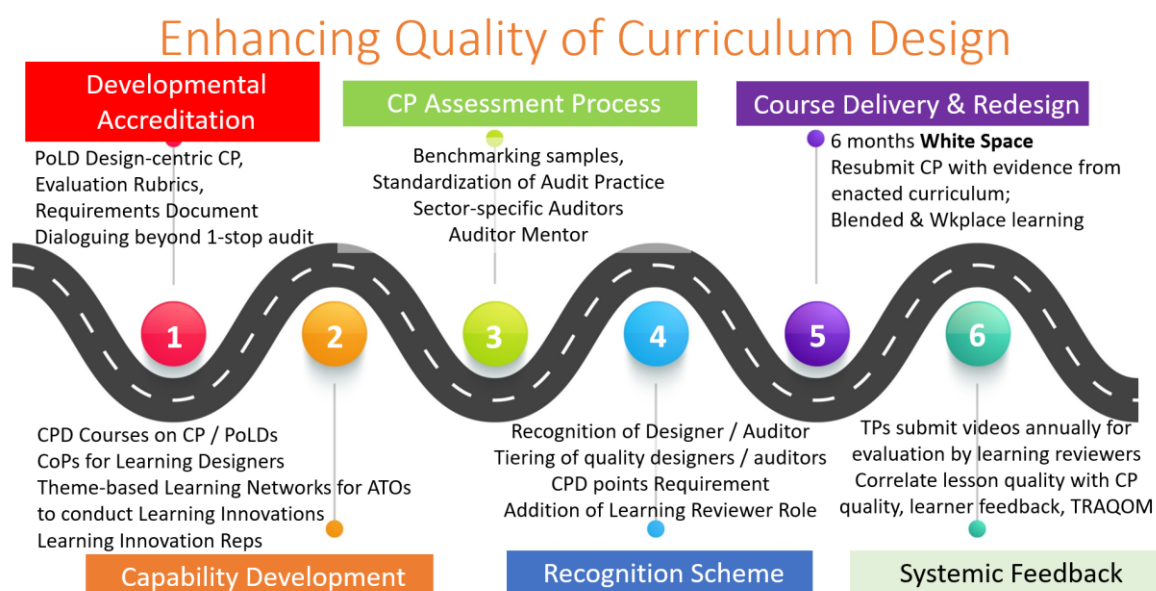 Enhancing Quality of Curriculum Design
Developmental
Accreditation
PoLD Design-centric CP,
Evaluation Rubrics,
Requirements Document
Dialoguing beyond 1-stop audit
CP Assessment Process
Benchmarking samples,
Standardization of Audit Practice
Sector-specific Auditors
Auditor Mentor
Course Delivery & Redesign
6 months White Space
Resubmit CP with evidence from
enacted curriculum;
Blended & Wkplace learning
1
2
3
4
5
6
CPD Courses on CP / PoLDs
CoPs for Learning Designers
Theme-based Learning Networks for ATOs
to conduct Learning Innovations
Learning Innovation Reps
Capability Development
Recognition of Designer / Auditor
Tiering of quality designers / auditors
CPD points Requirement
Addition of Learning Reviewer Role
Recognition Scheme
TPs submit videos annually for
evaluation by learning reviewers
Correlate lesson quality with CP
quality, learner feedback, TRAQOM
Systemic Feedback